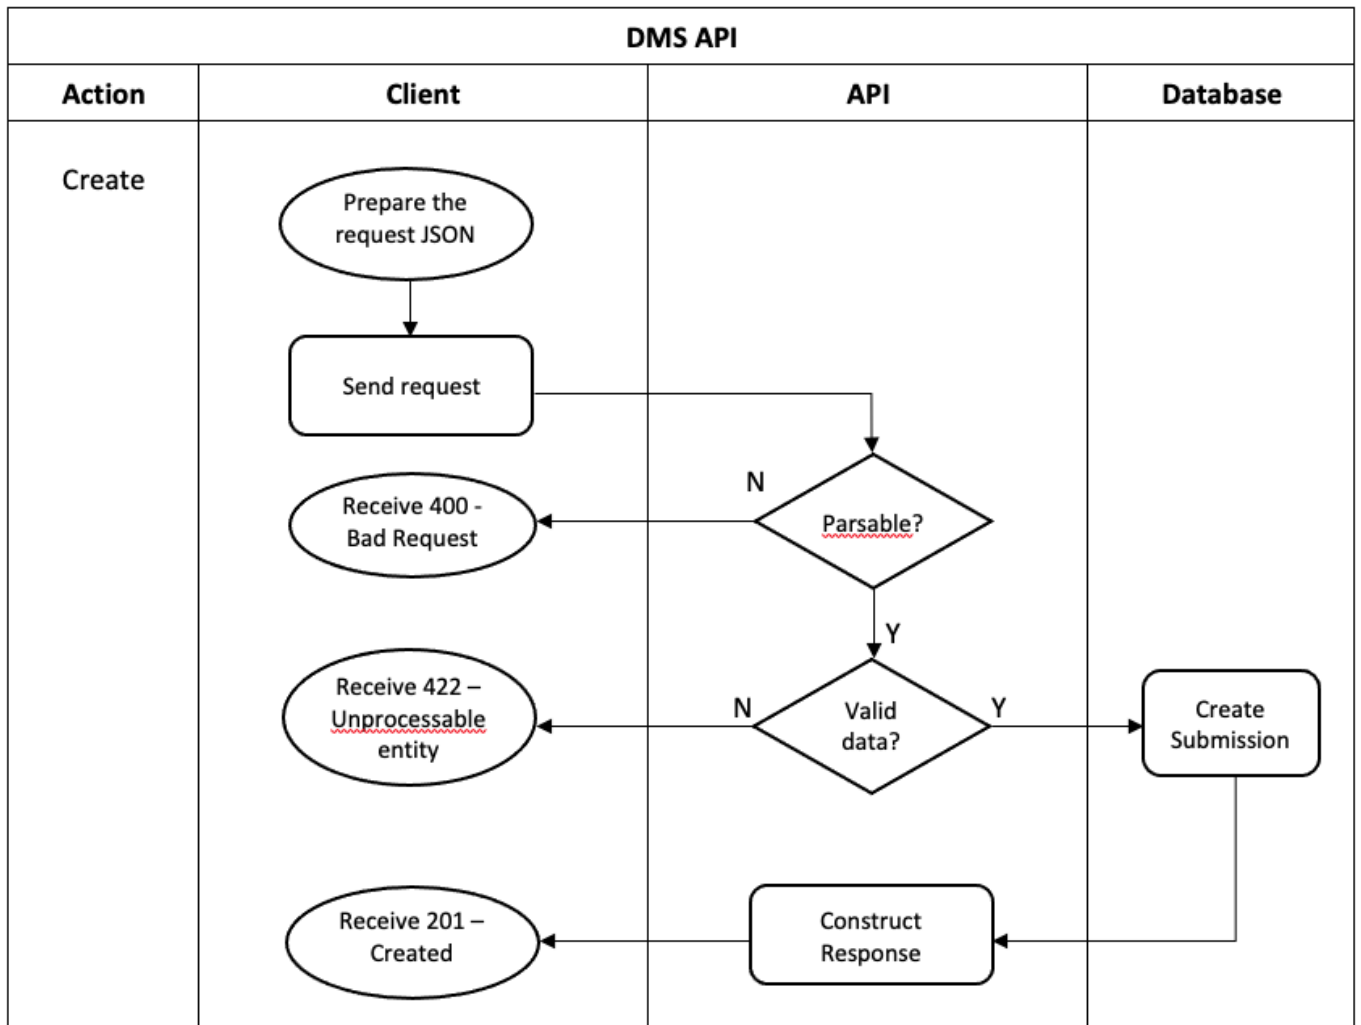 DMS API
Action
Client
API
Database
Create
Prepare the
request JSON
Send request
N
Receive 400 -
Bad Request
Parsable?
Y
Receive 422 –
Unprocessable
entity
N
Valid
data?
Y
Create
Submission
Receive 201 –
Created
Construct
Response